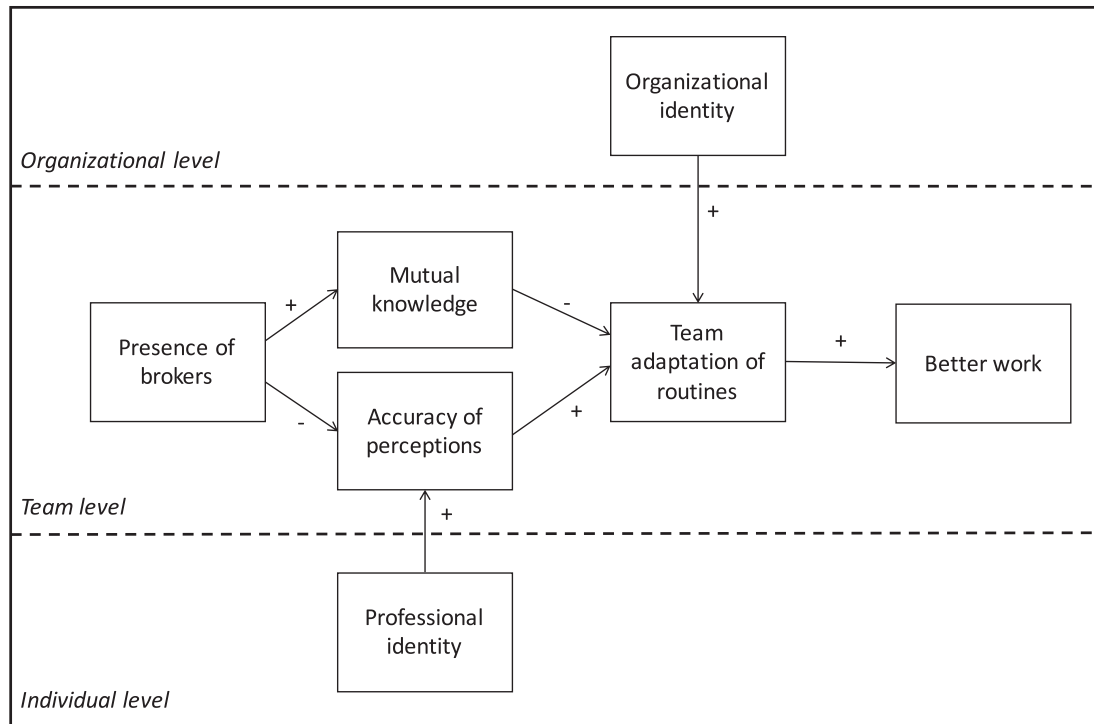 Organizational
identity
Organizational level
+
Mutual
knowledge
+
-
Presence of
brokers
Team
adaptation of
routines
+
Better work
-
Accuracy of
perceptions
+
Team level
+
Professional
identity
Individual level